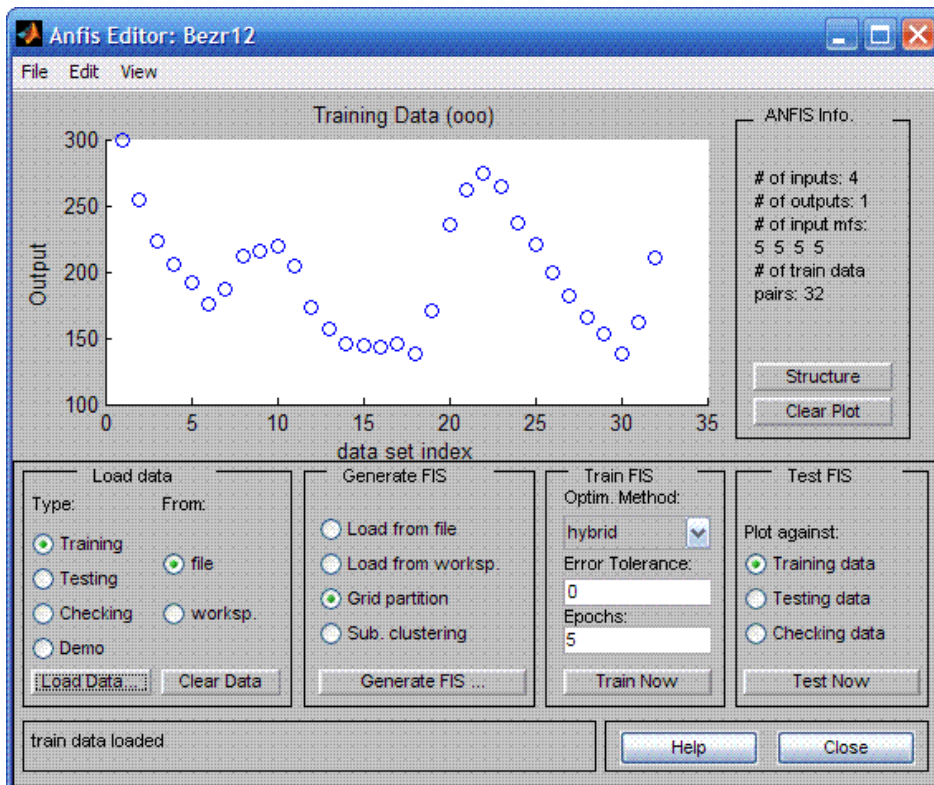 Anfis Editor: Bezr12
File Edit View
Training Data (ooo)
300
250
200
150
100
Output
0 5 10 15 20 25 30 35
data set index
ANFIS Info.
# of inputs: 4
# of outputs: 1
# of input mfs:
5 5 5 5
# of train data
pairs: 32
Structure
Clear Plot
Load data
Type: From:
Training
file
Testing
Checking
worksp.
Demo
Load Data... Clear Data
Generate FIS
Load from file
Load from worksp.
Grid partition
Sub. clustering
Generate FIS ...
Train FIS
Optim. Method:
hybrid
Error Tolerance:
0
Epochs:
5
Train Now
Test FIS
Plot against:
Training data
Testing data
Checking data
Test Now
train data loaded
Help
Close